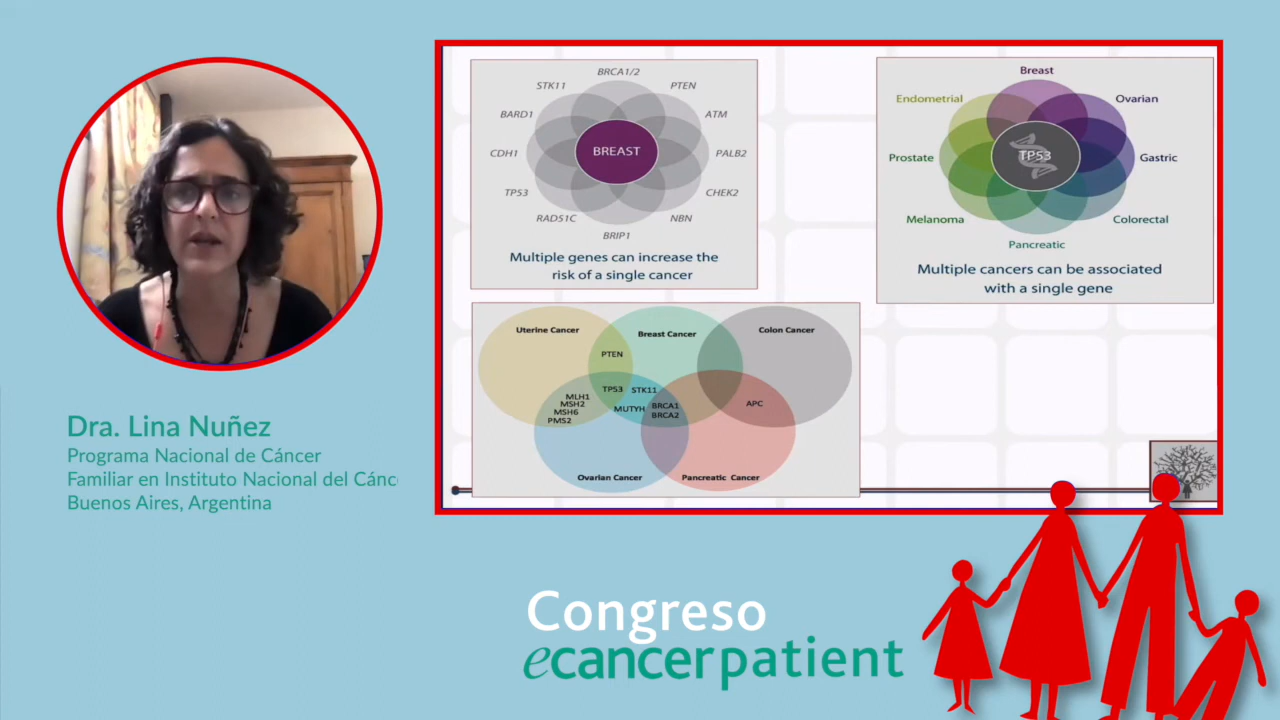 BRCA1/2
STK11
PTEN
BARD1
ATM
CDH1
BREAST
PALB2
TP53
CHEK2
RAD51C
NBN
BRIP1
Multiple genes can increase the
risk of a single cancer
Breast
Endometrial
Ovarian
Prostate
TP53
Gastric
Melanoma
Colorectal
Pancreatic
Multiple cancers can be associated
with a single gene
Uterine Cancer
Breast Cancer
Colon Cancer
PTEN
TP53
STK11
MLH1
MSH2
MSH6
PMS2
MUTYH
BRCA1
BRCA2
APC
Ovarian Cancer
Pancreatic Cancer
Dra. Lina Nuñez
Programa Nacional de Cáncer
Familiar en Instituto Nacional del Cánc
Buenos Aires, Argentina
Congreso
ecancerpatient